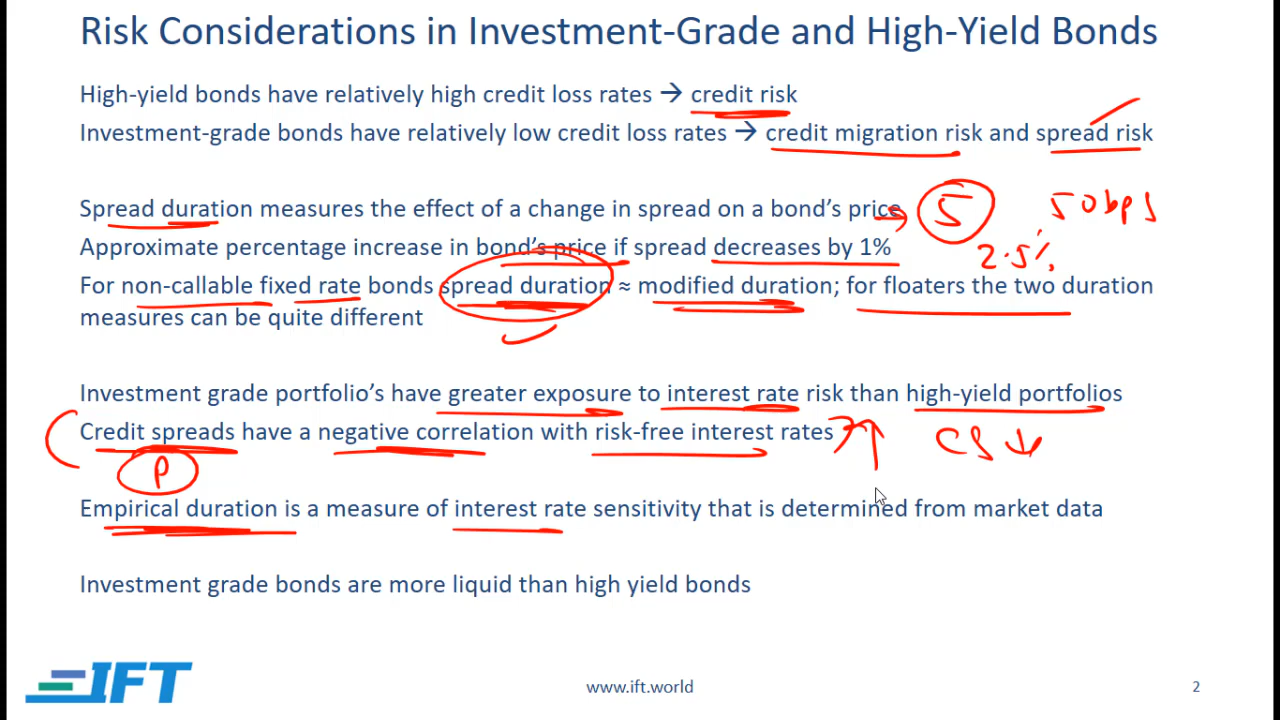 Risk Considerations in Investment-Grade and High-Yield Bonds
High-yield bonds have relatively high credit loss rates → credit risk
Investment-grade bonds have relatively low credit loss rates → credit migration risk and spread risk
Spread duration measures the effect of a change in spread on a bond's price → 5 50bps
Approximate percentage increase in bond's price if spread decreases by 1% 2.5%
For non-callable fixed rate bonds spread duration ≈ modified duration; for floaters the two duration
measures can be quite different
Investment grade portfolio's have greater exposure to interest rate risk than high-yield portfolios
Credit spreads have a negative correlation with risk-free interest rates ↑ CS ↓
P
Empirical duration is a measure of interest rate sensitivity that is determined from market data
Investment grade bonds are more liquid than high yield bonds
IFT
www.ift.world
2